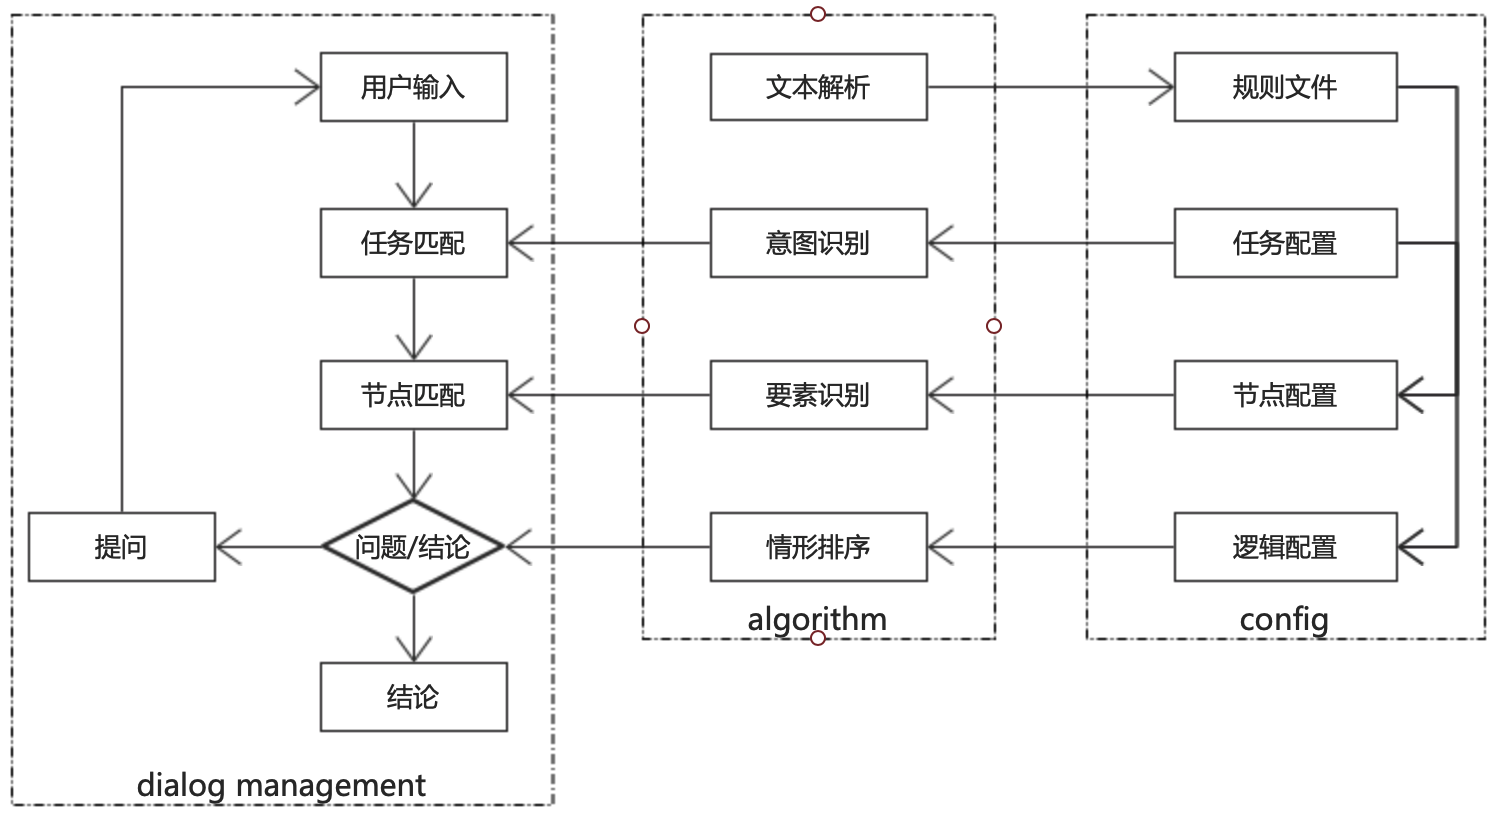 用户输入
文本解析
规则文件
任务匹配
意图识别
任务配置
节点匹配
要素识别
节点配置
提问
问题/结论
情形排序
逻辑配置
algorithm
config
结论
dialog management